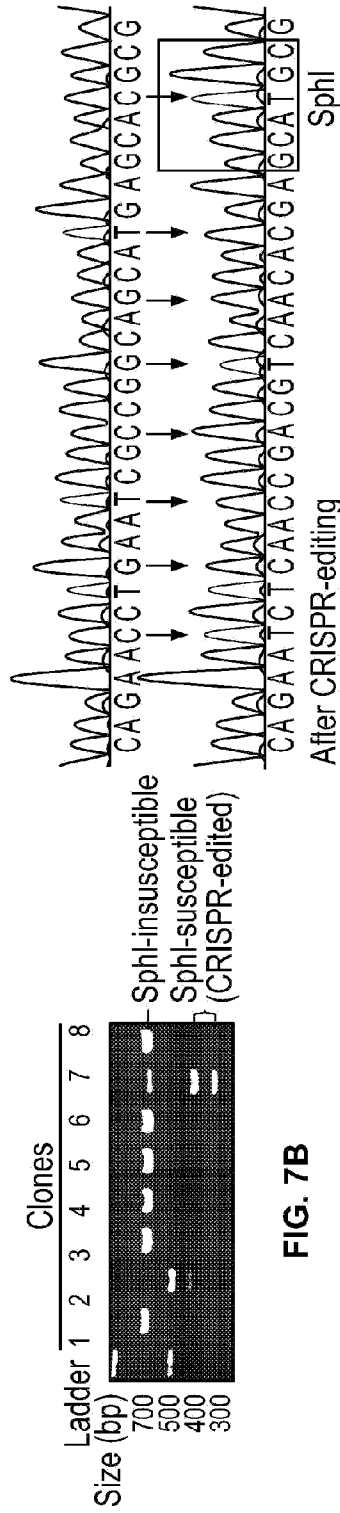 Clones
Ladder 1 2 3 4 5 6 7 8
Size (bp)
700
500
400
300
SphI-insusceptible
SphI-susceptible
(CRISPR-edited)
FIG. 7B
CAGAACCTGAATCGCCGGCAGCATGAGCACGCG
CAGAATCTCAACCGACGTCAACACGAGCATGCG
After CRISPR-editing
SphI